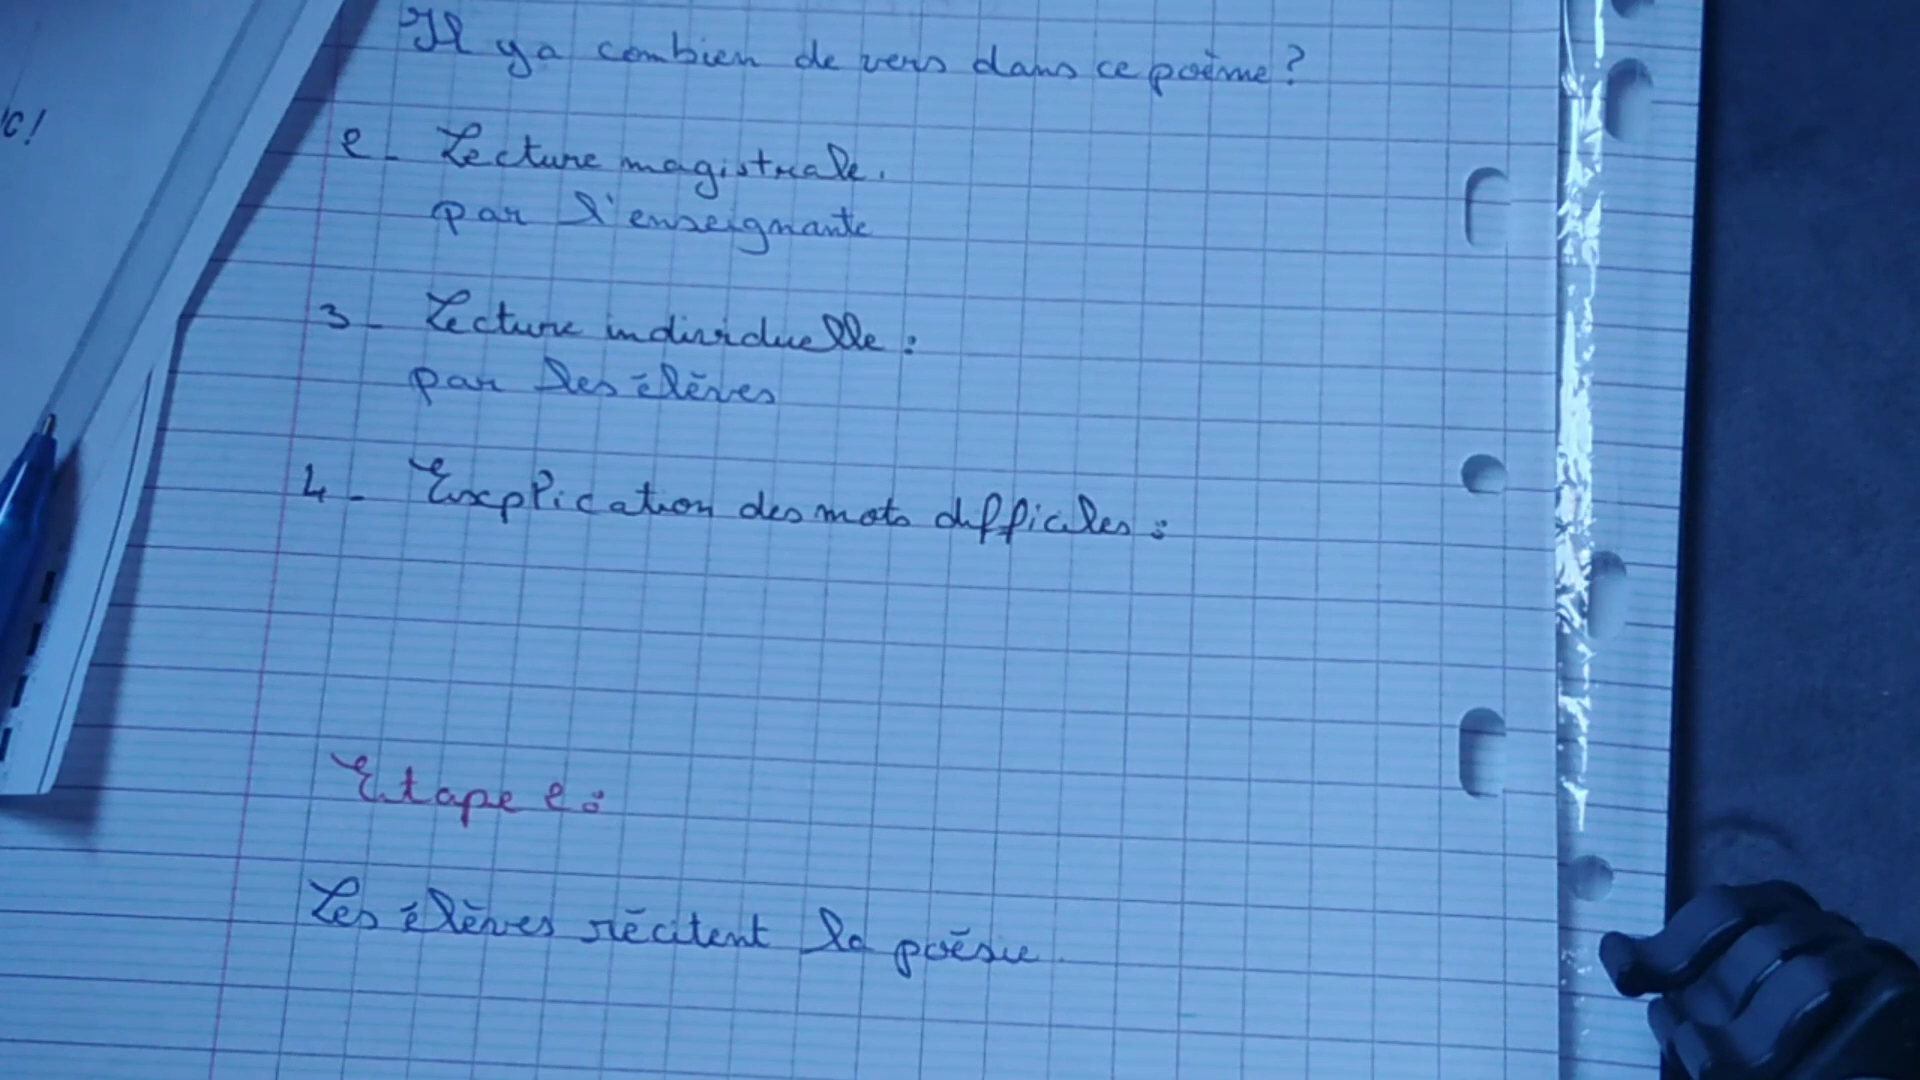 Il y a combien de vers dans ce poème ?
2 - Lecture magistrale.
par l'enseignante
3 - Lecture individuelle :
par les élèves
4 - Explication des mots difficiles :
Etape 2 :
Les élèves récitent la poésie.